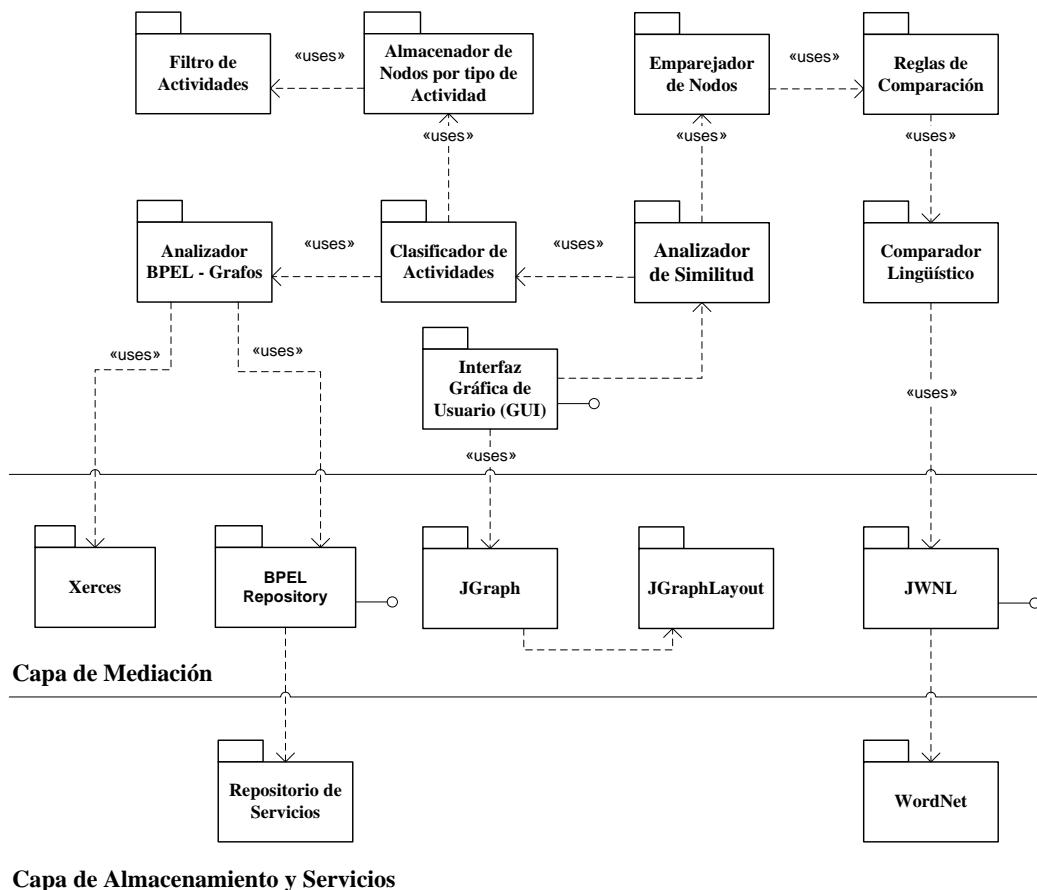 Filtro de
Actividades
«uses»
Almacenador de
Nodos por tipo de
Actividad
Emparejador
de Nodos
«uses»
Reglas de
Comparación
«uses»
«uses»
«uses»
Analizador
BPEL - Grafos
«uses»
Clasificador de
Actividades
«uses»
Analizador
de Similitud
Comparador
Lingüístico
«uses»
«uses»
Interfaz
Gráfica de
Usuario (GUI)
«uses»
«uses»
Xerces
BPEL
Repository
JGraph
JGraphLayout
JWNL
Capa de Mediación
Repositorio de
Servicios
WordNet
Capa de Almacenamiento y Servicios